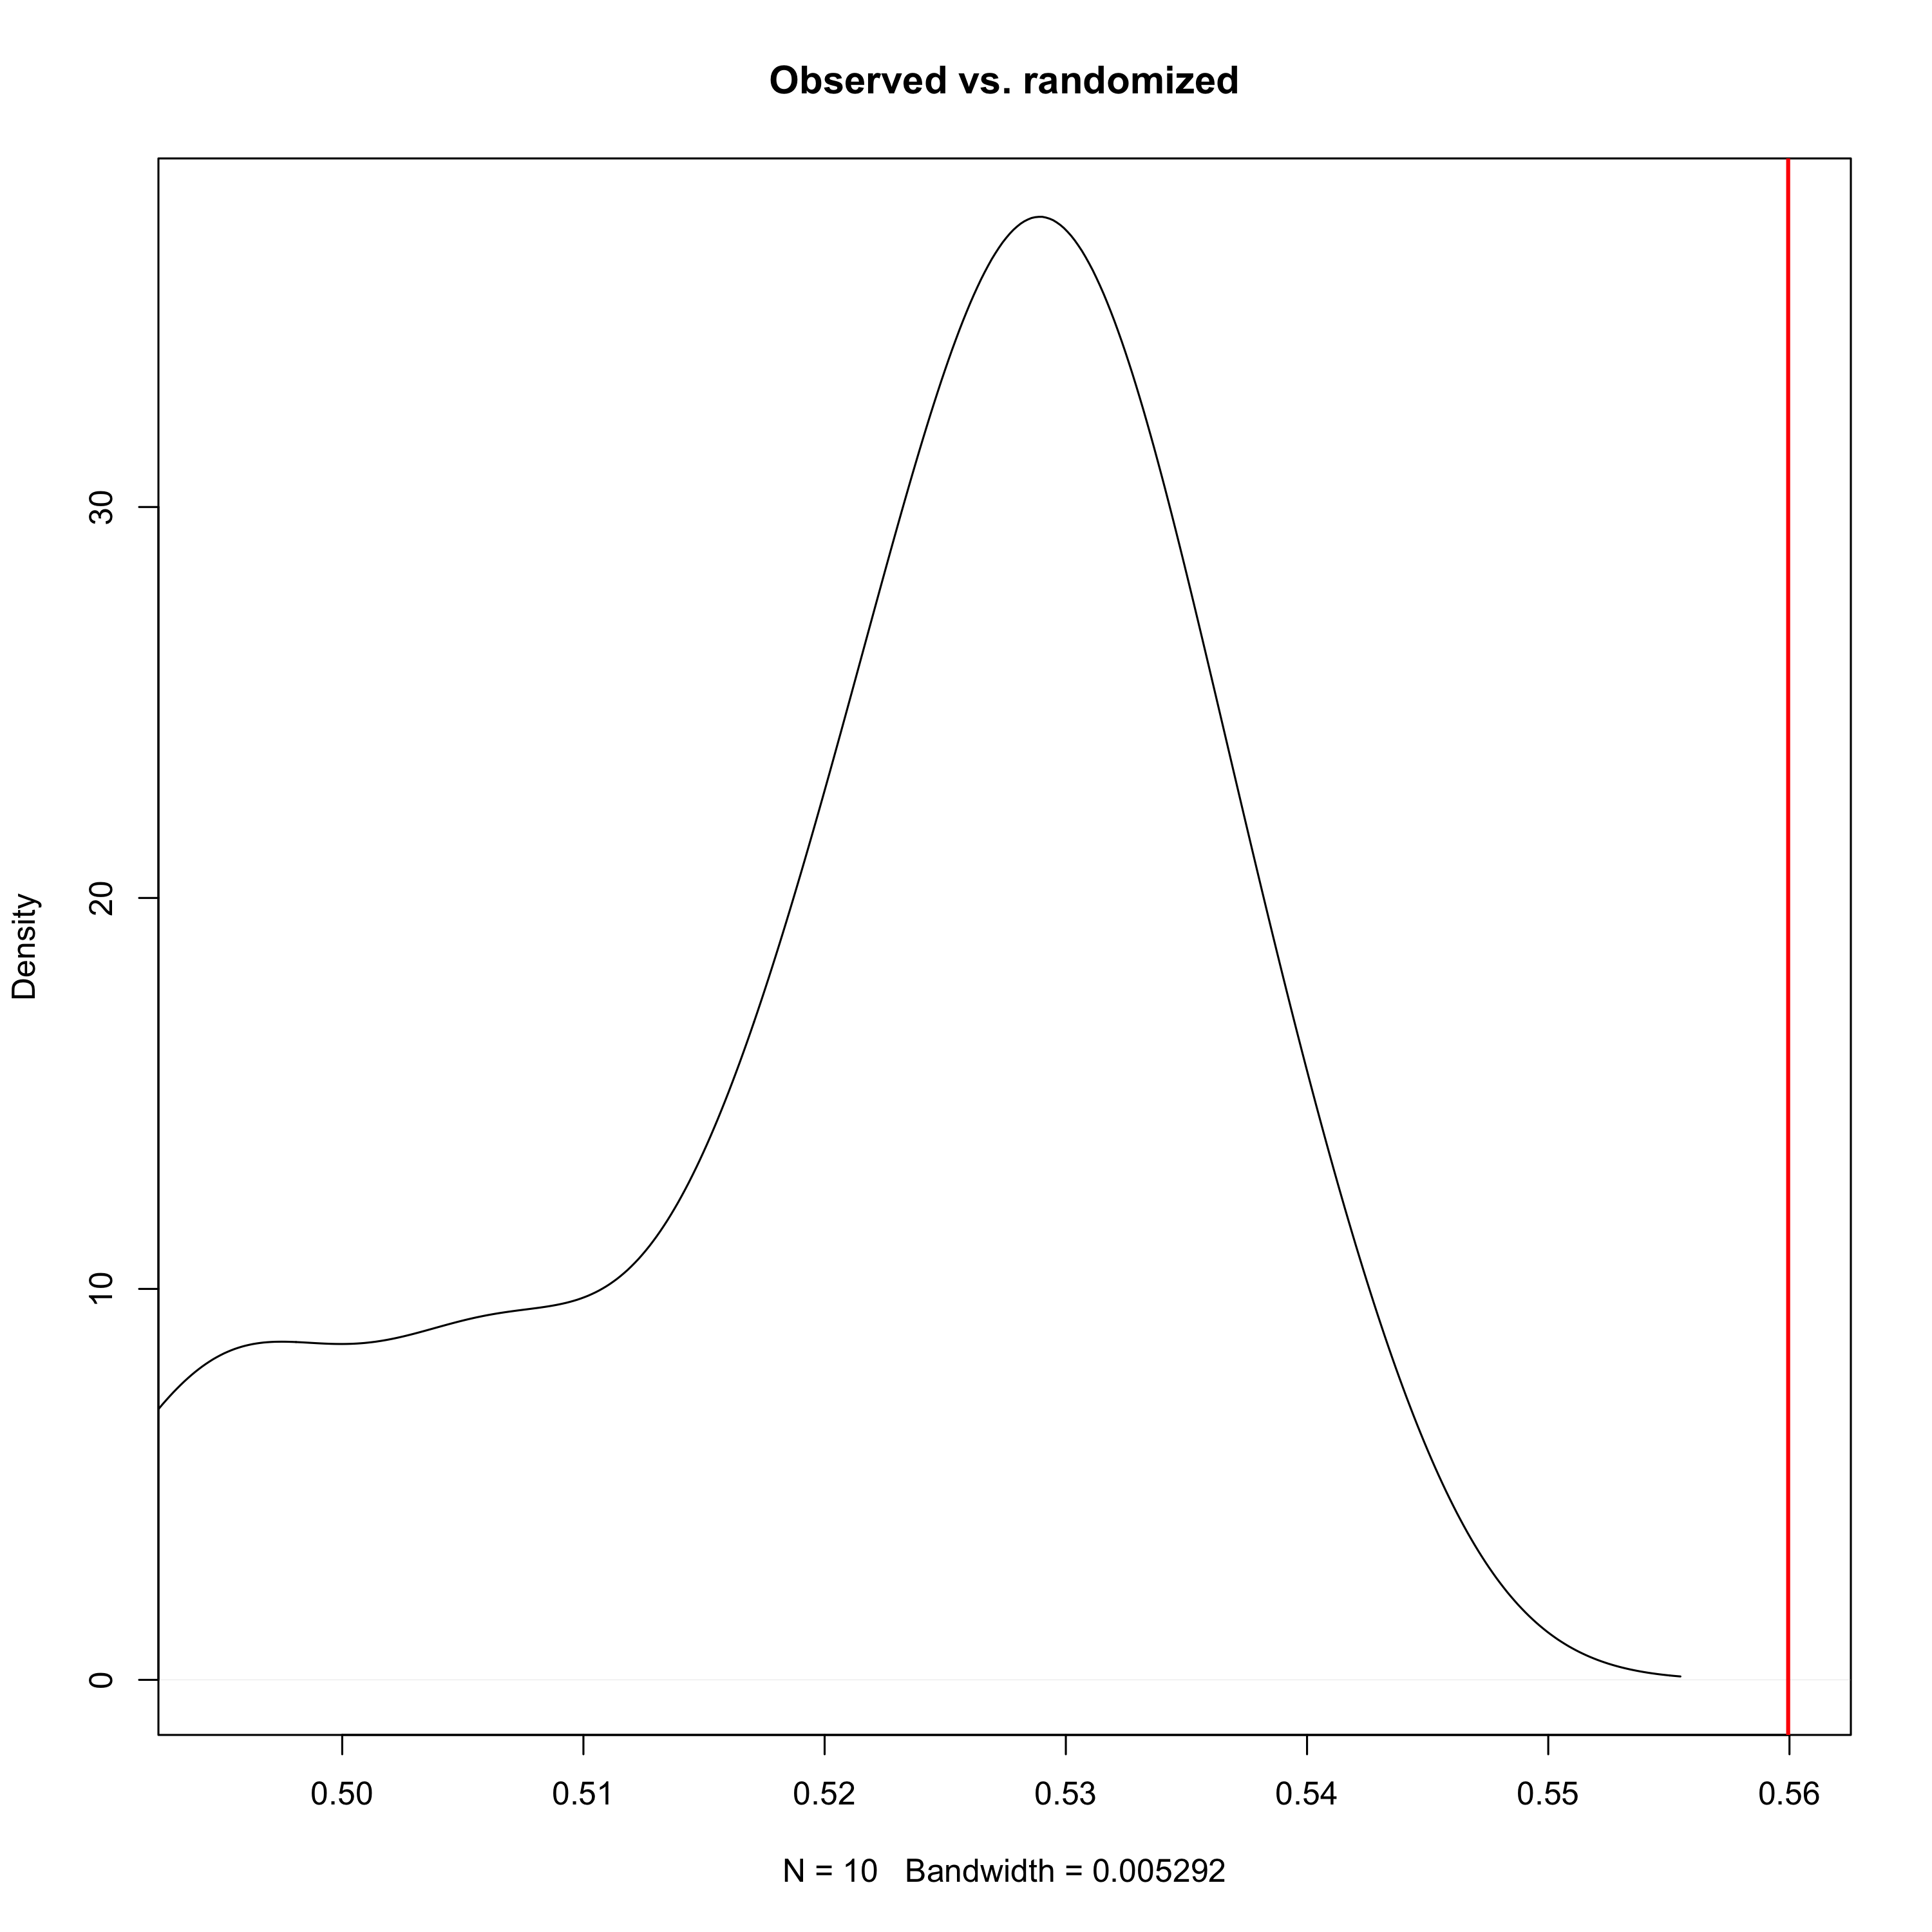 Observed vs. randomized
Density
30
20
10
0
0.50 0.51 0.52 0.53 0.54 0.55 0.56
N = 10 Bandwidth = 0.005292